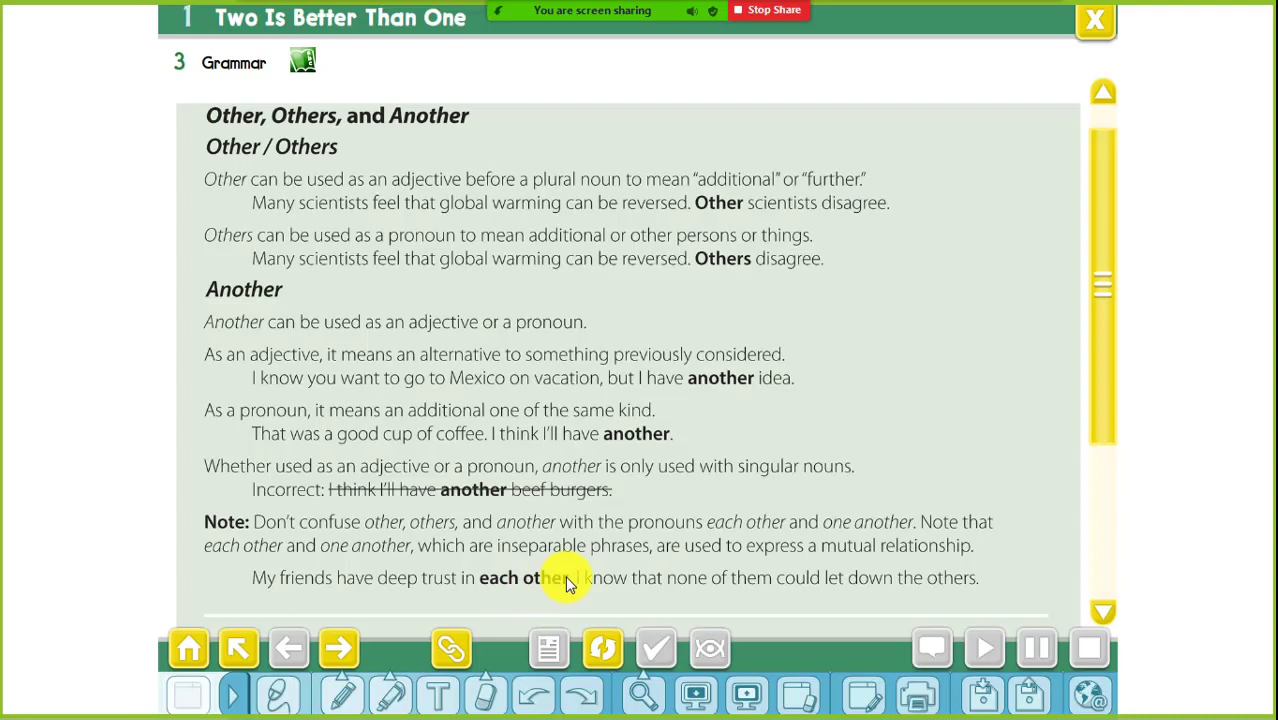 1 Two Is Better Than One
You are screen sharing
Stop Share
X
3 Grammar
Other, Others, and Another
Other / Others
Other can be used as an adjective before a plural noun to mean “additional” or “further.”
Many scientists feel that global warming can be reversed. Other scientists disagree.
Others can be used as a pronoun to mean additional or other persons or things.
Many scientists feel that global warming can be reversed. Others disagree.
Another
Another can be used as an adjective or a pronoun.
As an adjective, it means an alternative to something previously considered.
I know you want to go to Mexico on vacation, but I have another idea.
As a pronoun, it means an additional one of the same kind.
That was a good cup of coffee. I think I’ll have another.
Whether used as an adjective or a pronoun, another is only used with singular nouns.
Incorrect: I think I’ll have another beef burgers.
Note: Don’t confuse other, others, and another with the pronouns each other and one another. Note that
each other and one another, which are inseparable phrases, are used to express a mutual relationship.
My friends have deep trust in each other. I know that none of them could let down the others.
T